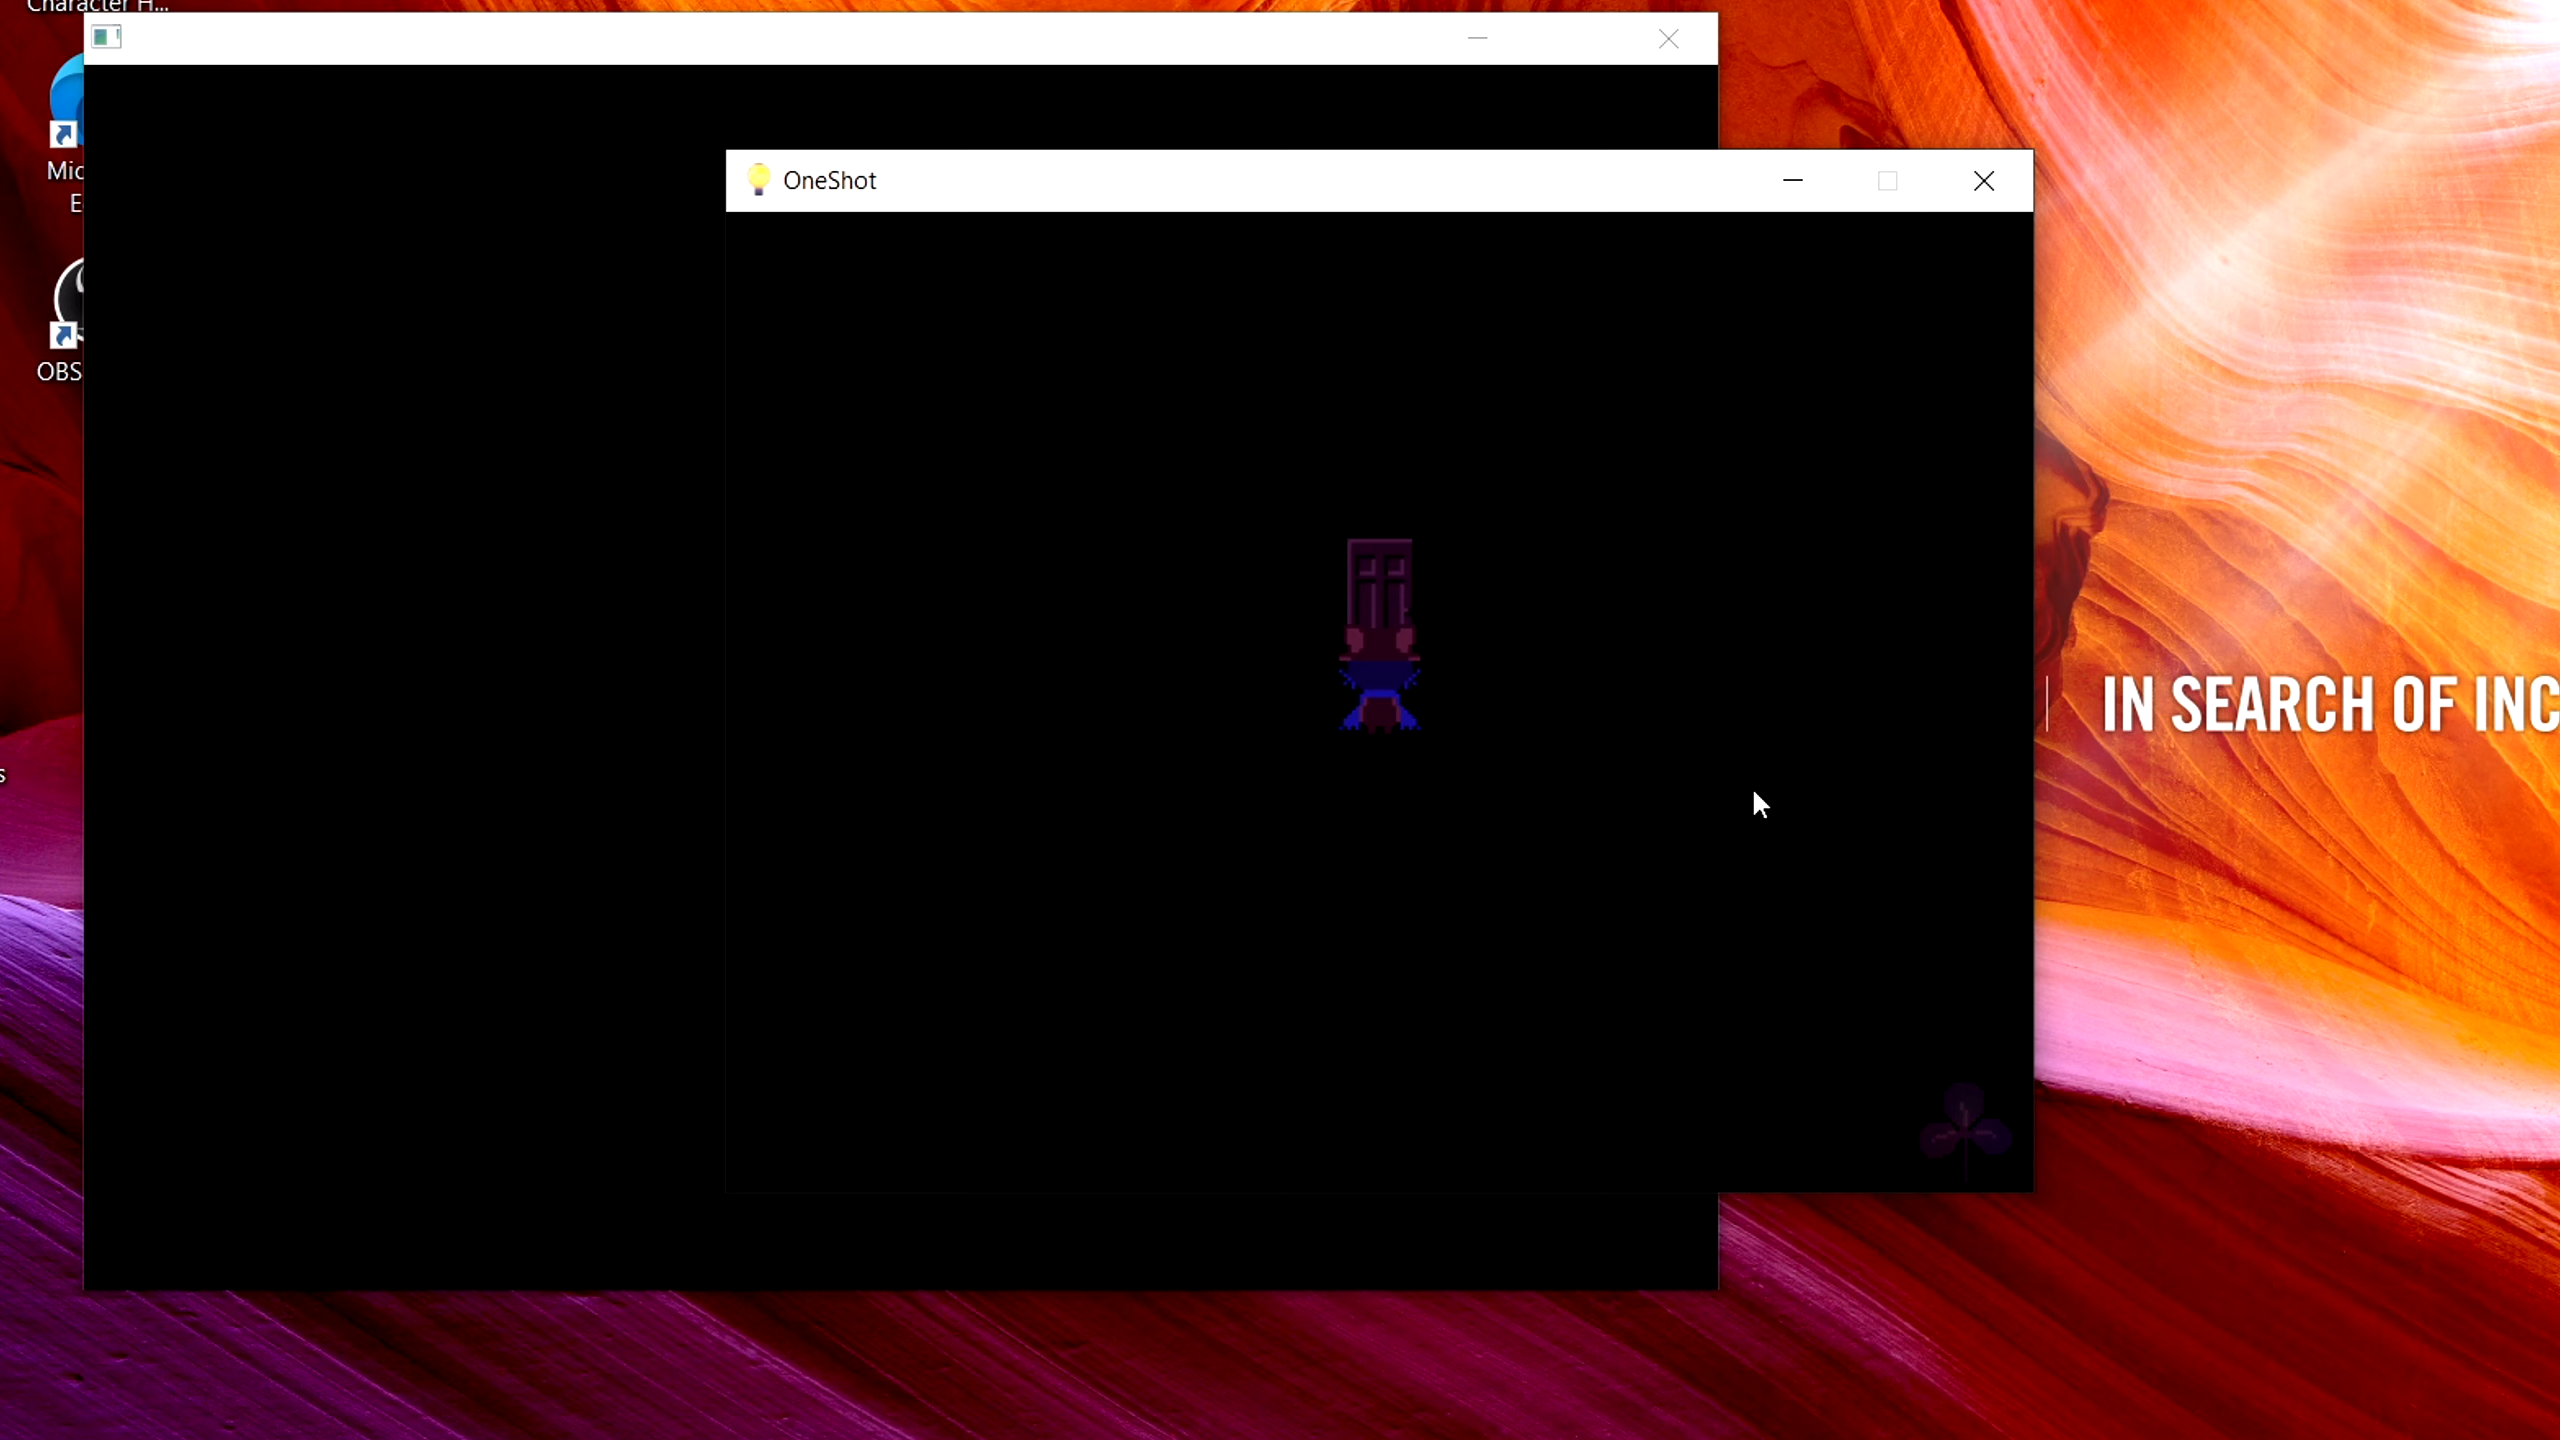 Character H...
Mic
E
OBS
s
OneShot
IN SEARCH OF INC